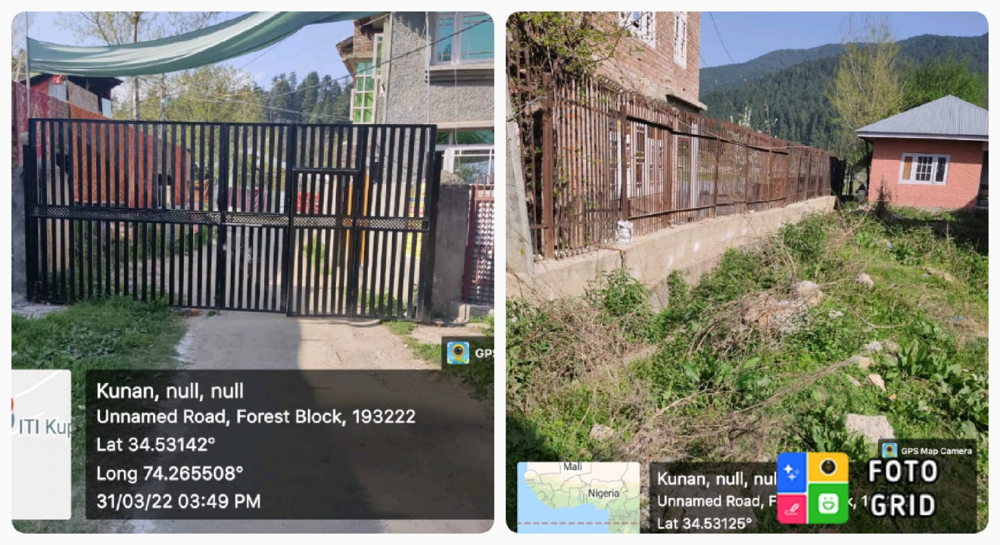 GPS
ITI Kup
Kunan, null, null
Unnamed Road, Forest Block, 193222
Lat 34.53142°
Long 74.265508°
31/03/22 03:49 PM
GPS Map Camera
Mali
Nigeria
Kunan, null, nul
Unnamed Road, F
k, 1
Lat 34.53125°
FOTO
GRID